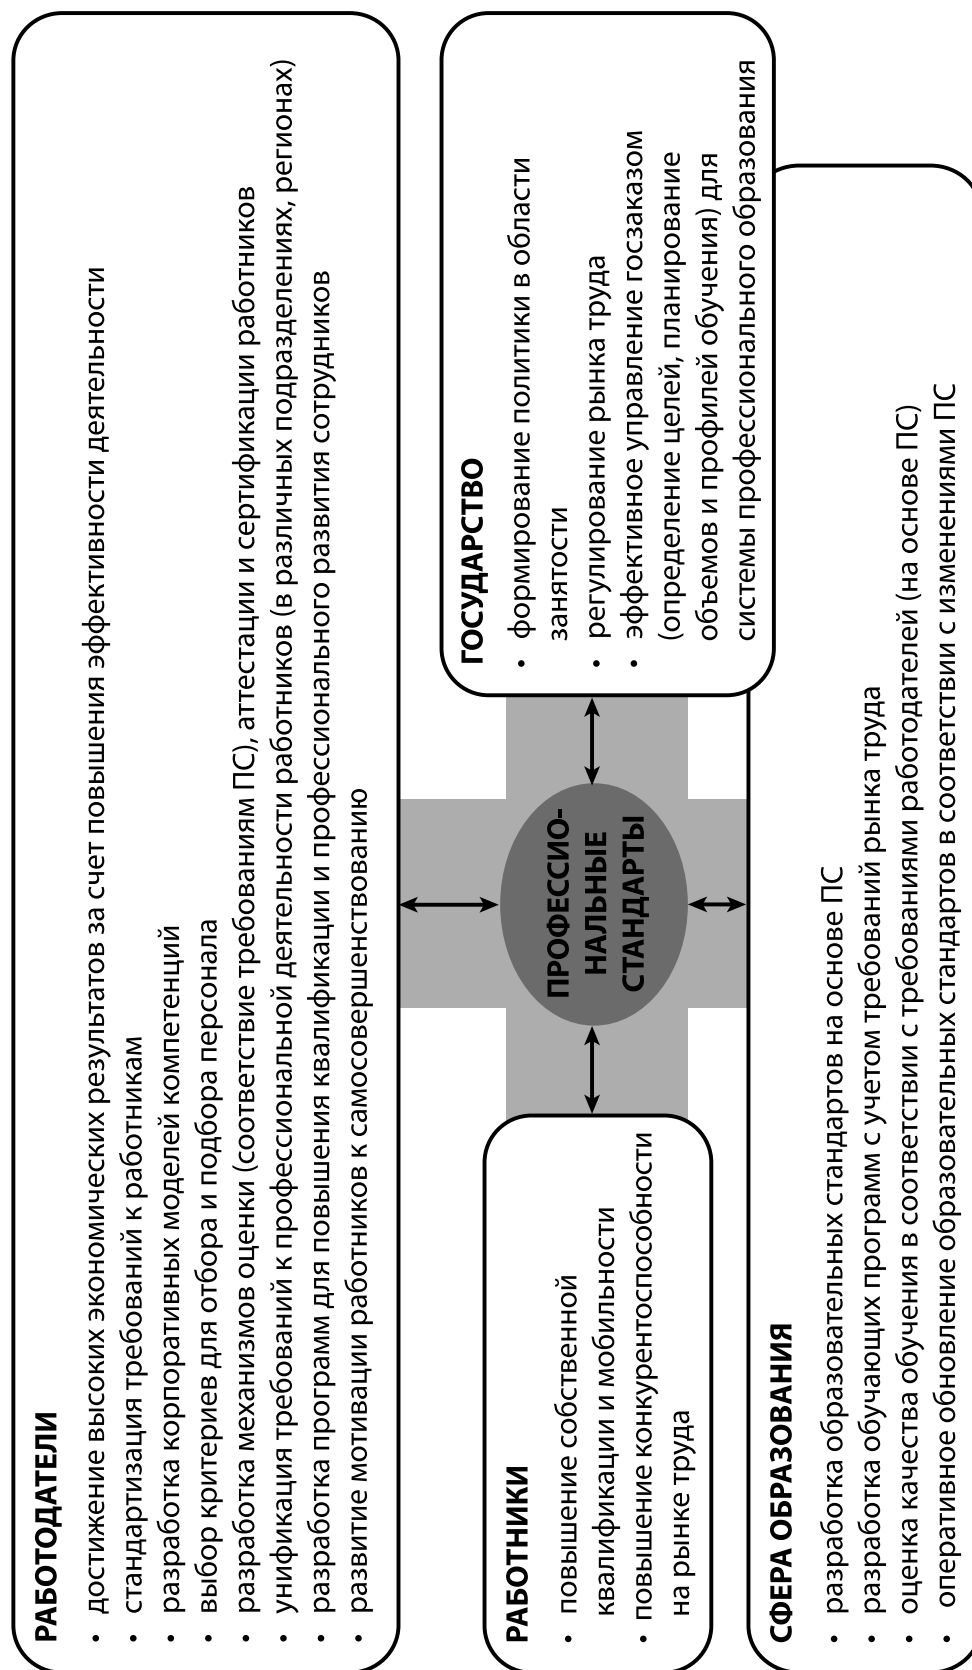 РАБОТОДАТЕЛИ
• достижение высоких экономических результатов за счет повышения эффективности деятельности
• стандартизация требований к работникам
• разработка корпоративных моделей компетенций
• выбор критериев для отбора и подбора персонала
• разработка механизмов оценки (соответствие требованиям ПС), аттестации и сертификации работников
• унификация требований к профессиональной деятельности работников (в различных подразделениях, регионах)
• разработка программ для повышения квалификации и профессионального развития сотрудников
• развитие мотивации работников к самосовершенствованию
РАБОТНИКИ
• повышение собственной
квалификации и мобильности
• повышение конкурентоспособности
на рынке труда
ПРОФЕССИО-
НАЛЬНЫЕ
СТАНДАРТЫ
ГОСУДАРСТВО
• формирование политики в области
занятости
• регулирование рынка труда
• эффективное управление госзаказом
(определение целей, планирование
объемов и профилей обучения) для
системы профессионального образования
СФЕРА ОБРАЗОВАНИЯ
• разработка образовательных стандартов на основе ПС
• разработка обучающих программ с учетом требований рынка труда
• оценка качества обучения в соответствии с требованиями работодателей (на основе ПС)
• оперативное обновление образовательных стандартов в соответствии с изменениями ПС